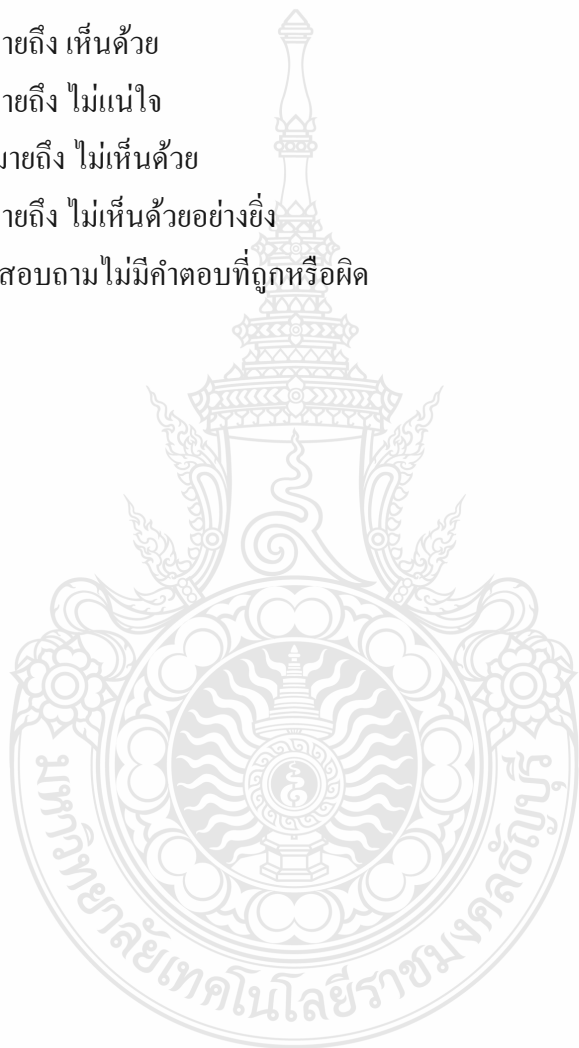 ายถึง เห็นด้วย
ายถึง ไม่แน่ใจ
มายถึง ไม่เห็นด้วย
ายถึง ไม่เห็นด้วยอย่างยิ่ง
สอบถามไม่มีคำตอบที่ถูกหรือผิด
มหาวิทยาลัยเทคโนโลยีราชมงคลธัญบุรี